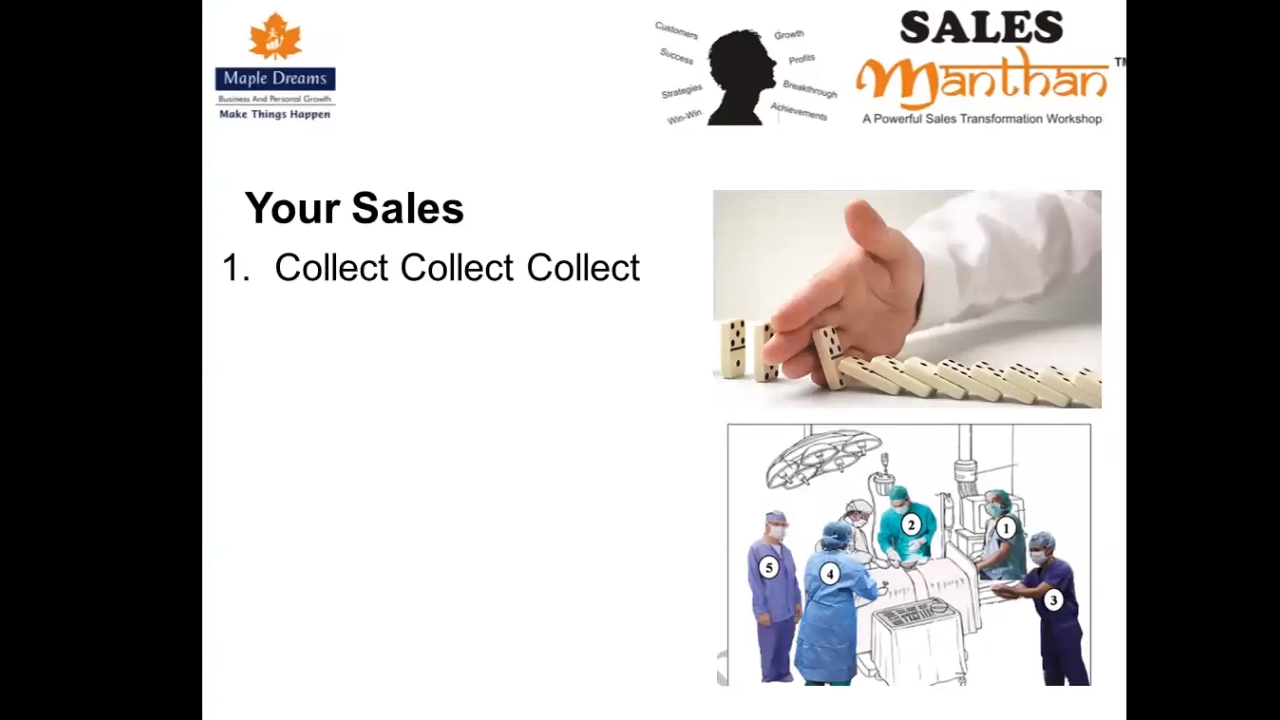 Maple Dreams
Business And Personal Growth
Make Things Happen
Customers
Success
Strategies
Win-Win
Growth
Profits
Breakthrough
Achievements
SALES
Manthan
TM
A Powerful Sales Transformation Workshop
Your Sales
1. Collect Collect Collect
5
4
2
1
3